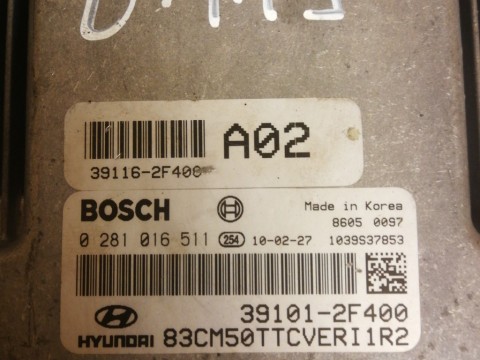 A02
39116-2F400
BOSCH
Made in Korea
8605 0097
0 281 016 511 254 10-02-27 1039S37853
39101-2F400
HYUNDAI 83CM50TTCVERI1R2